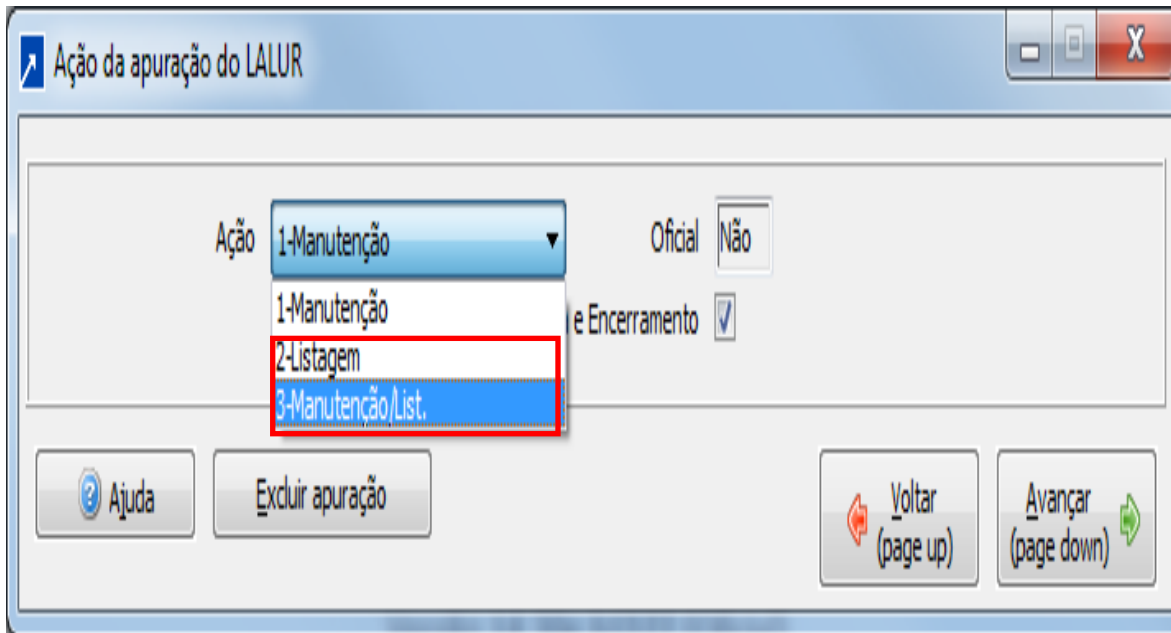 Ação da apuração do LALUR
Ação 1-Manutenção Oficial Não
1-Manutenção
e Encerramento
2-Listagem
3-Manutenção/List.
Ajuda
Excluir apuração
Voltar
(page up)
Avançar
(page down)